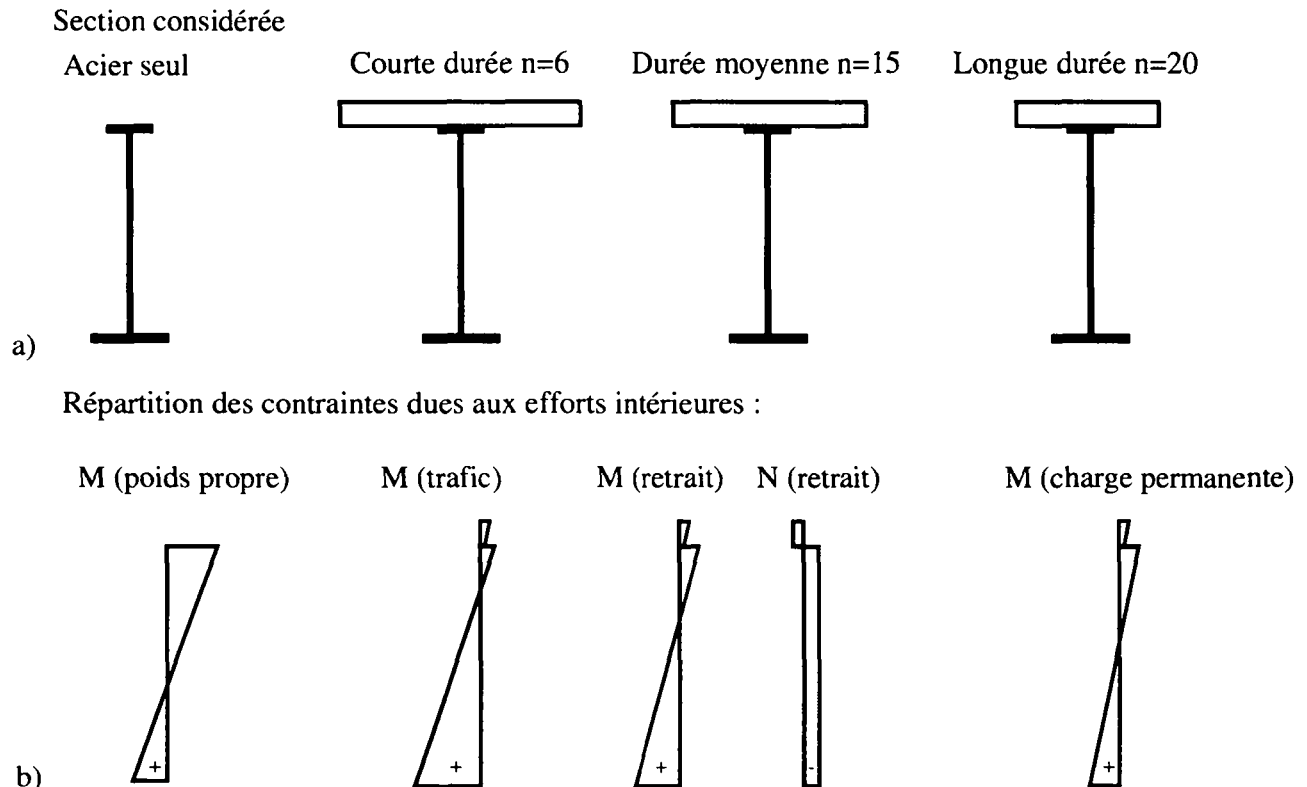 Section considérée
Acier seul
Courte durée n=6
Durée moyenne n=15
Longue durée n=20
a)
Répartition des contraintes dues aux efforts intérieures :
M (poids propre)
M (trafic)
M (retrait)
N (retrait)
M (charge permanente)
+
+
+
-
+
b)